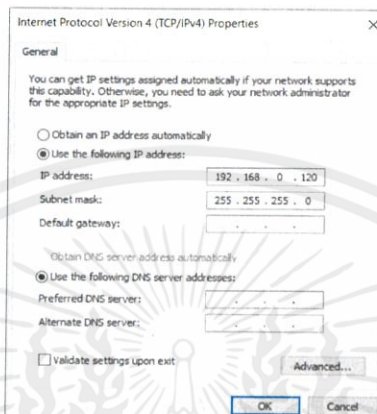 Internet Protocol Version 4 (TCP/IPv4) Properties
General
You can get IP settings assigned automatically if your network supports
this capability. Otherwise, you need to ask your network administrator
for the appropriate IP settings.
Obtain an IP address automatically
Use the following IP address:
IP address: 192 . 168 . 0 . 120
Subnet mask: 255 . 255 . 255 . 0
Default gateway: . . .
Obtain DNS server address automatically
Use the following DNS server addresses:
Preferred DNS server: . . .
Alternate DNS server: . . .
Validate settings upon exit
Advanced...
OK Cancel